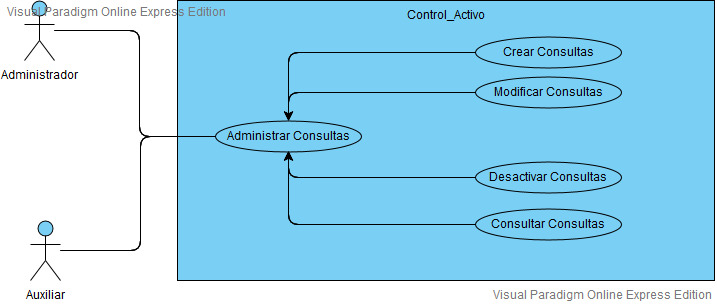 Visual Paradigm Online Express Edition
Control_Activo
Administrador
Crear Consultas
Modificar Consultas
Administrar Consultas
Desactivar Consultas
Consultar Consultas
Auxiliar
Visual Paradigm Online Express Edition